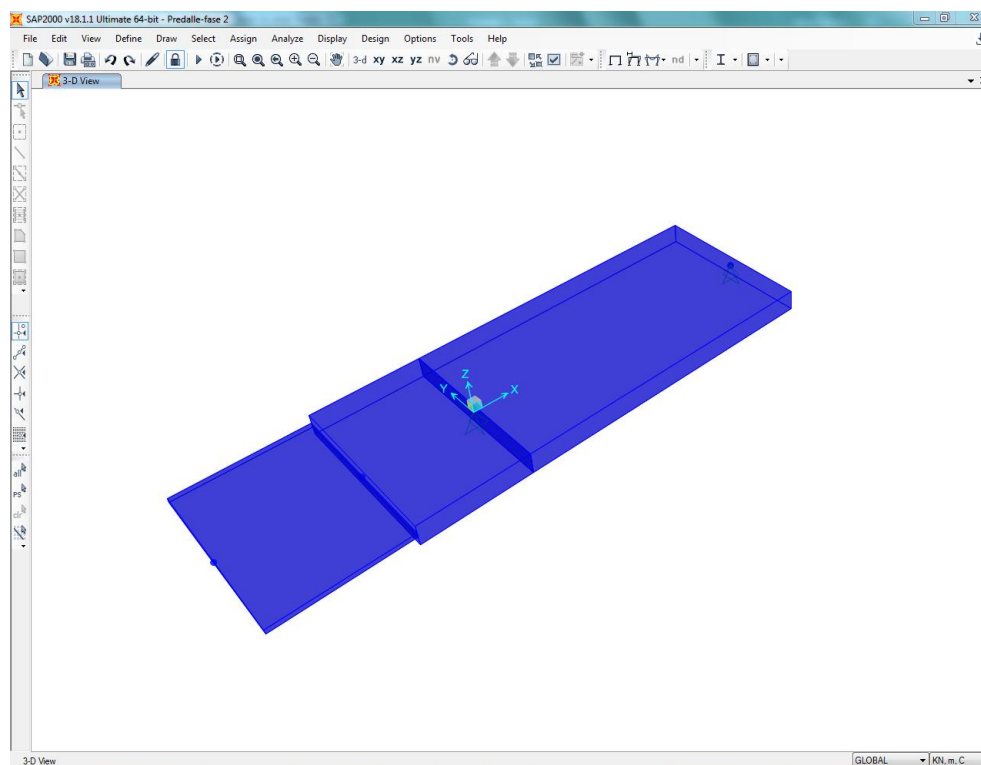 SAP2000 v18.1.1 Ultimate 64-bit - Predalle-fase 2
File Edit View Define Draw Select Assign Analyze Display Design Options Tools Help
3-d xy xz yz nv nd
3-D View
Z
Y X
all
PS
clr
3-D View GLOBAL KN, m, C